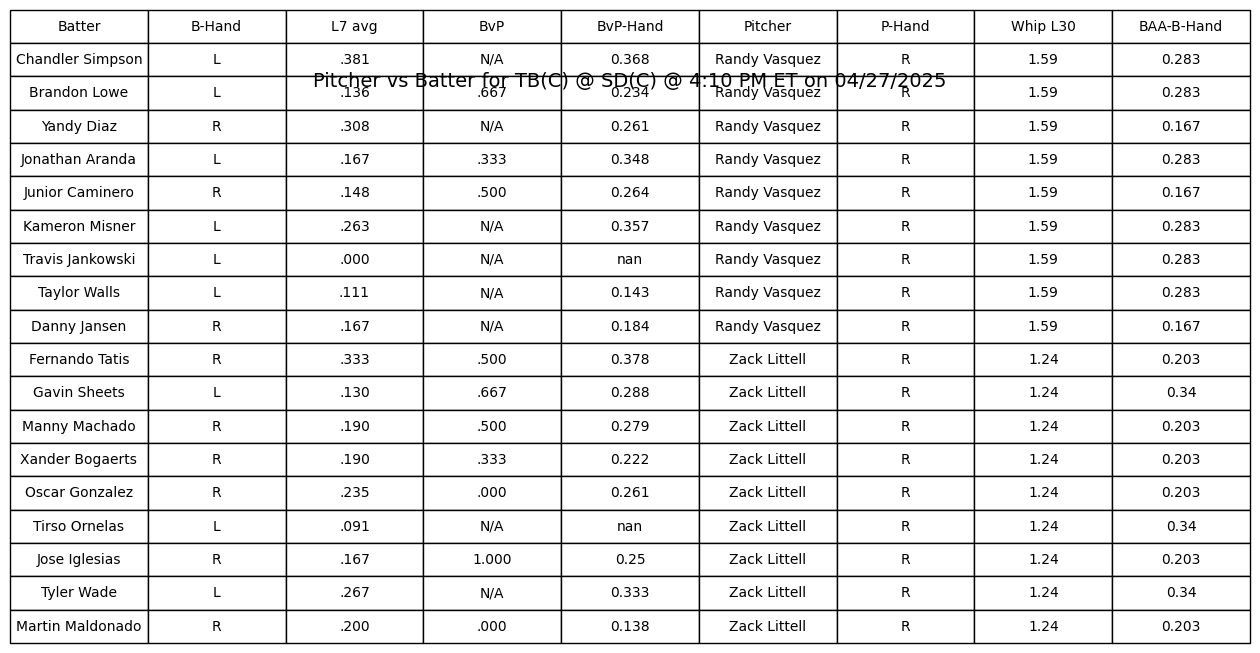 Batter B-Hand L7 avg BvP BvP-Hand Pitcher P-Hand Whip L30 BAA-B-Hand
Chandler Simpson L .381 N/A 0.368 Randy Vasquez R 1.59 0.283
Pitcher vs Batter for TB(C) @ SD(C) @ 4:10 PM ET on 04/27/2025
Brandon Lowe L .136 .667 0.234 Randy Vasquez R 1.59 0.283
Yandy Diaz R .308 N/A 0.261 Randy Vasquez R 1.59 0.167
Jonathan Aranda L .167 .333 0.348 Randy Vasquez R 1.59 0.283
Junior Caminero R .148 .500 0.264 Randy Vasquez R 1.59 0.167
Kameron Misner L .263 N/A 0.357 Randy Vasquez R 1.59 0.283
Travis Jankowski L .000 N/A nan Randy Vasquez R 1.59 0.283
Taylor Walls L .111 N/A 0.143 Randy Vasquez R 1.59 0.283
Danny Jansen R .167 N/A 0.184 Randy Vasquez R 1.59 0.167
Fernando Tatis R .333 .500 0.378 Zack Littell R 1.24 0.203
Gavin Sheets L .130 .667 0.288 Zack Littell R 1.24 0.34
Manny Machado R .190 .500 0.279 Zack Littell R 1.24 0.203
Xander Bogaerts R .190 .333 0.222 Zack Littell R 1.24 0.203
Oscar Gonzalez R .235 .000 0.261 Zack Littell R 1.24 0.203
Tirso Ornelas L .091 N/A nan Zack Littell R 1.24 0.34
Jose Iglesias R .167 1.000 0.25 Zack Littell R 1.24 0.203
Tyler Wade L .267 N/A 0.333 Zack Littell R 1.24 0.34
Martin Maldonado R .200 .000 0.138 Zack Littell R 1.24 0.203